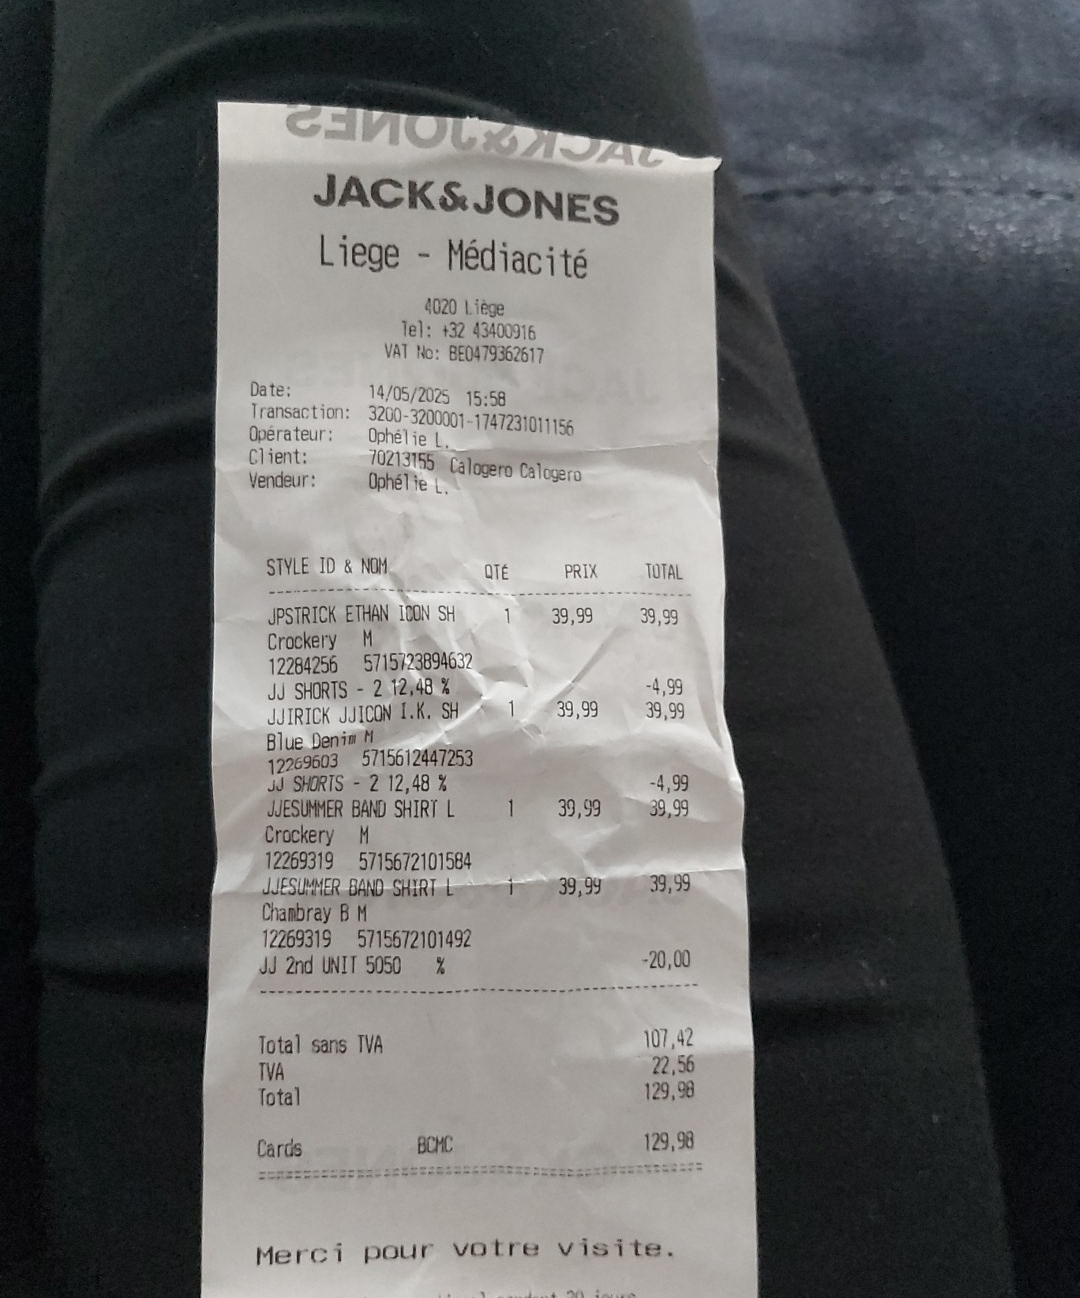 JACK&JONES
JACK&JONES
Liege - Médiacité
4020 Liège
Tel: +32 43400916
VAT No: BE0479362617
Date: 14/05/2025 15:58
Transaction: 3200-3200001-1747231011156
Opérateur: Ophélie L.
Client: 70213155 Calogero Calogero
Vendeur: Ophélie L.
STYLE ID & NOM QTÉ PRIX TOTAL
JPSTRICK ETHAN ICON SH 1 39,99 39,99
Crockery M
12284256 5715723894632
JJ SHORTS - 2 12,48 % -4,99
JJIRICK JJICON I.K. SH 1 39,99 39,99
Blue Denim M
12269603 5715612447253
JJ SHORTS - 2 12,48 % -4,99
JJESUMMER BAND SHIRT L 1 39,99 39,99
Crockery M
12269319 5715672101584
JJESUMMER BAND SHIRT L 1 39,99 39,99
Chambray B M
12269319 5715672101492
JJ 2nd UNIT 5050 % -20,00
Total sans TVA 107,42
TVA 22,56
Total 129,98
Cards BCMC 129,98
Merci pour votre visite.